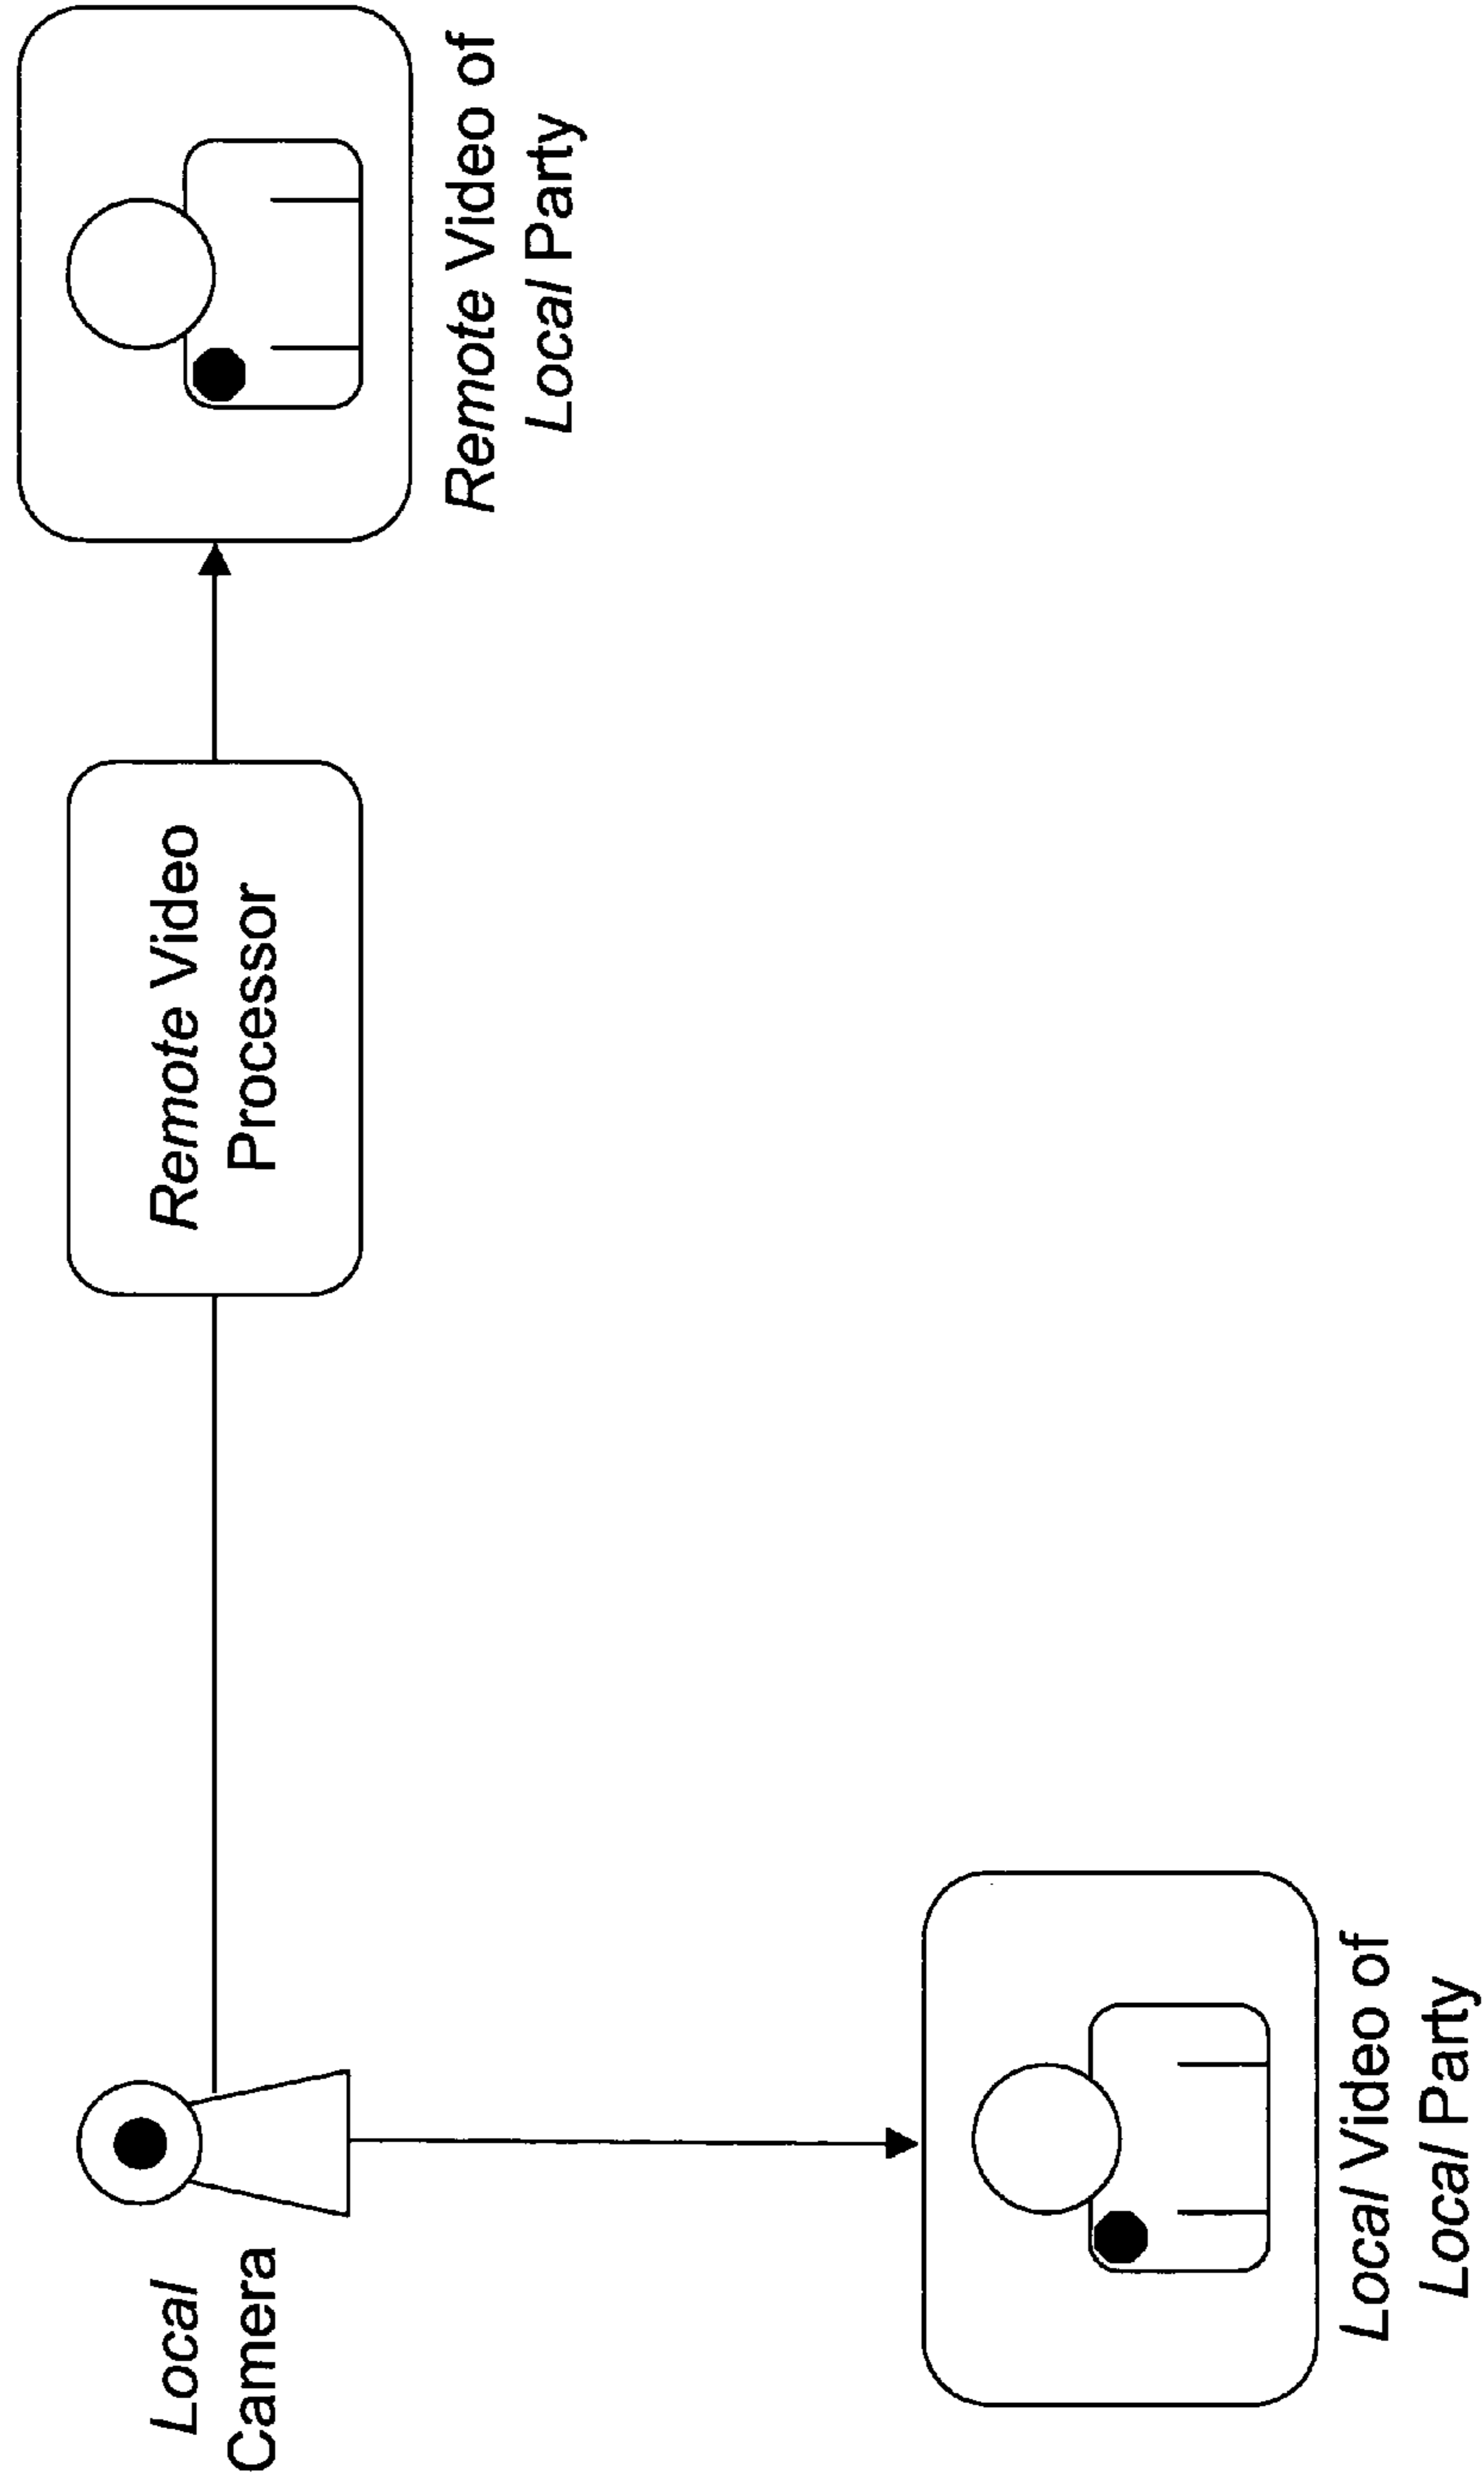 Local
Camera
Remote Video
Processor
Remote Video of
Local Party
Local Video of
Local Party